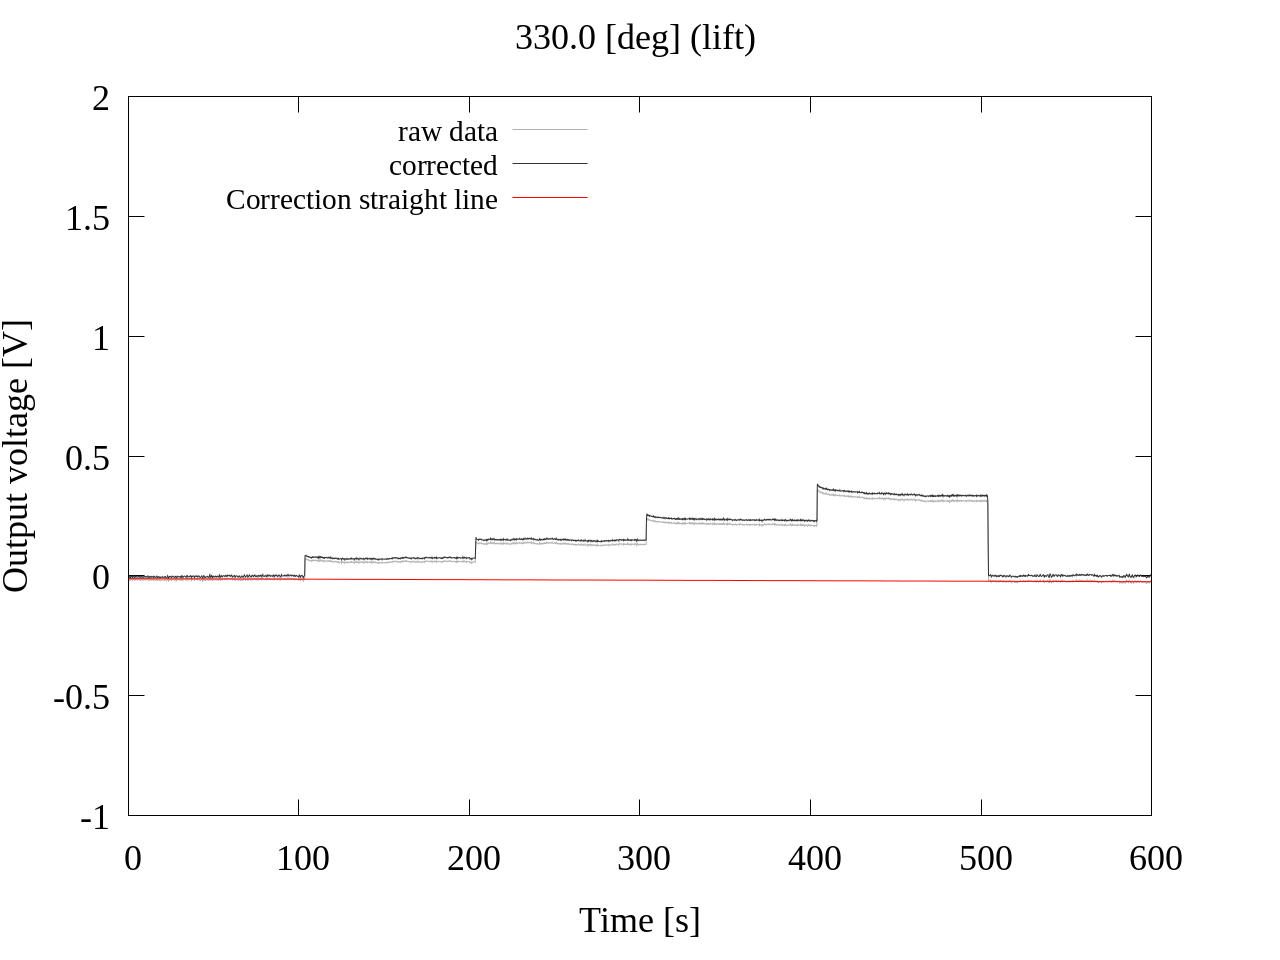 330.0 [deg] (lift)
2
1.5
1
0.5
0
-0.5
-1
Output voltage [V]
raw data
corrected
Correction straight line
0 100 200 300 400 500 600
Time [s]